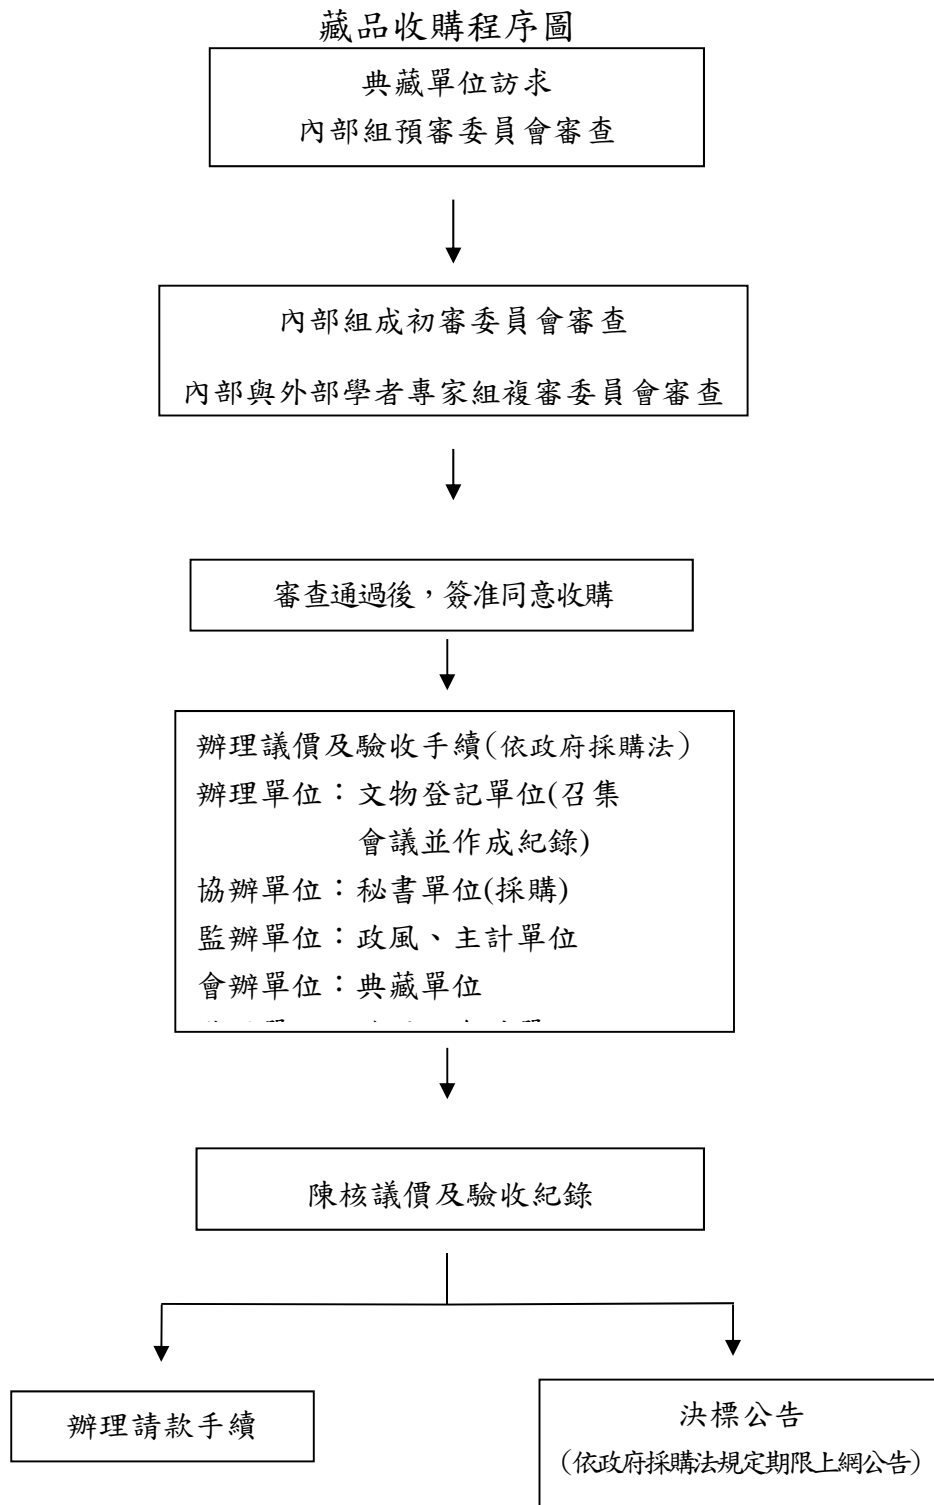 藏品收購程序圖
典藏單位訪求
內部組預審委員會審查
內部組成初審委員會審查
內部與外部學者專家組複審委員會審查
審查通過後，簽准同意收購
辦理議價及驗收手續(依政府採購法)
辦理單位：文物登記單位(召集
會議並作成紀錄)
協辦單位：秘書單位(採購)
監辦單位：政風、主計單位
會辦單位：典藏單位
陳核議價及驗收紀錄
辦理請款手續
決標公告
(依政府採購法規定期限上網公告)